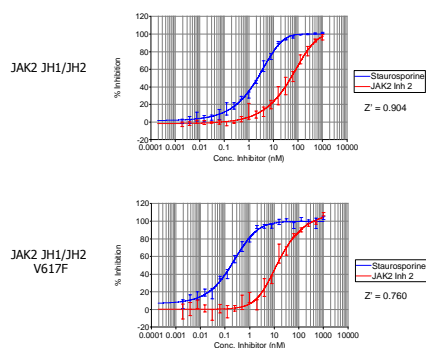 JAK2 JH1/JH2
% Inhibition
120
100
80
60
40
20
0
-20
0.0001 0.001 0.01 0.1 1 10 100 1000 10000
Conc. Inhibitor (nM)
Staurosporine
JAK2 Inh 2
Z' = 0.904
JAK2 JH1/JH2
V617F
% Inhibition
120
100
80
60
40
20
0
-20
0.0001 0.001 0.01 0.1 1 10 100 1000 10000
Conc. Inhibitor (nM)
Staurosporine
JAK2 Inh 2
Z' = 0.760